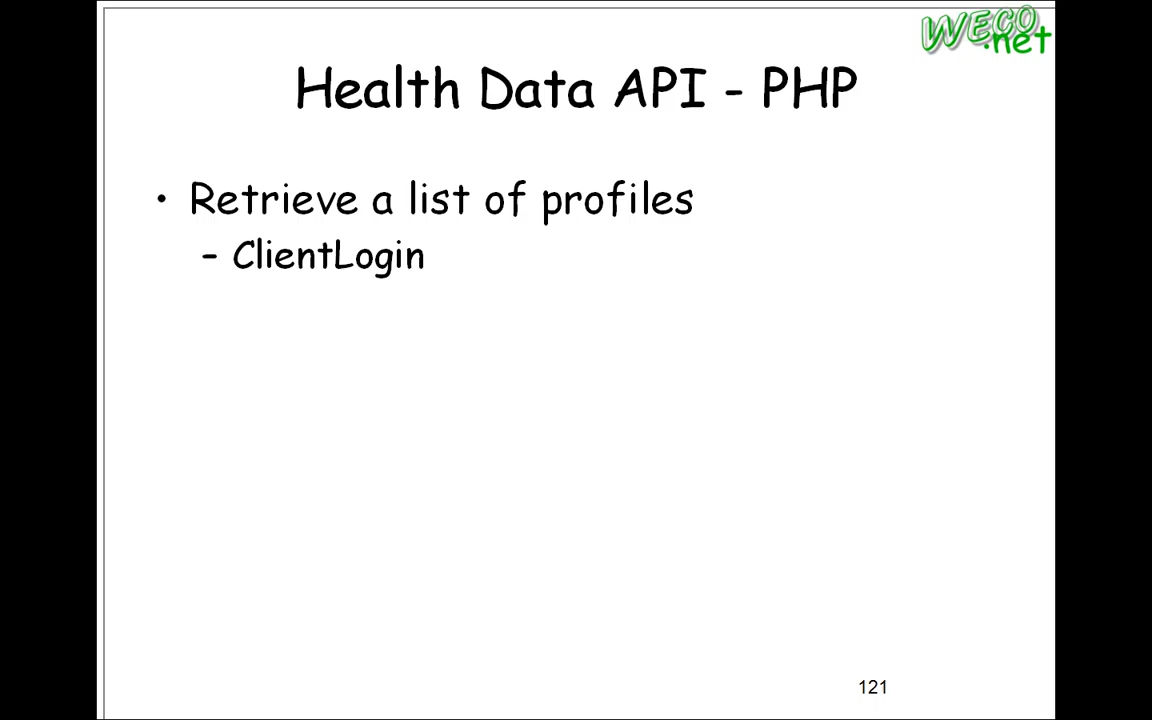 WECO
.net
Health Data API - PHP
• Retrieve a list of profiles
- ClientLogin
121